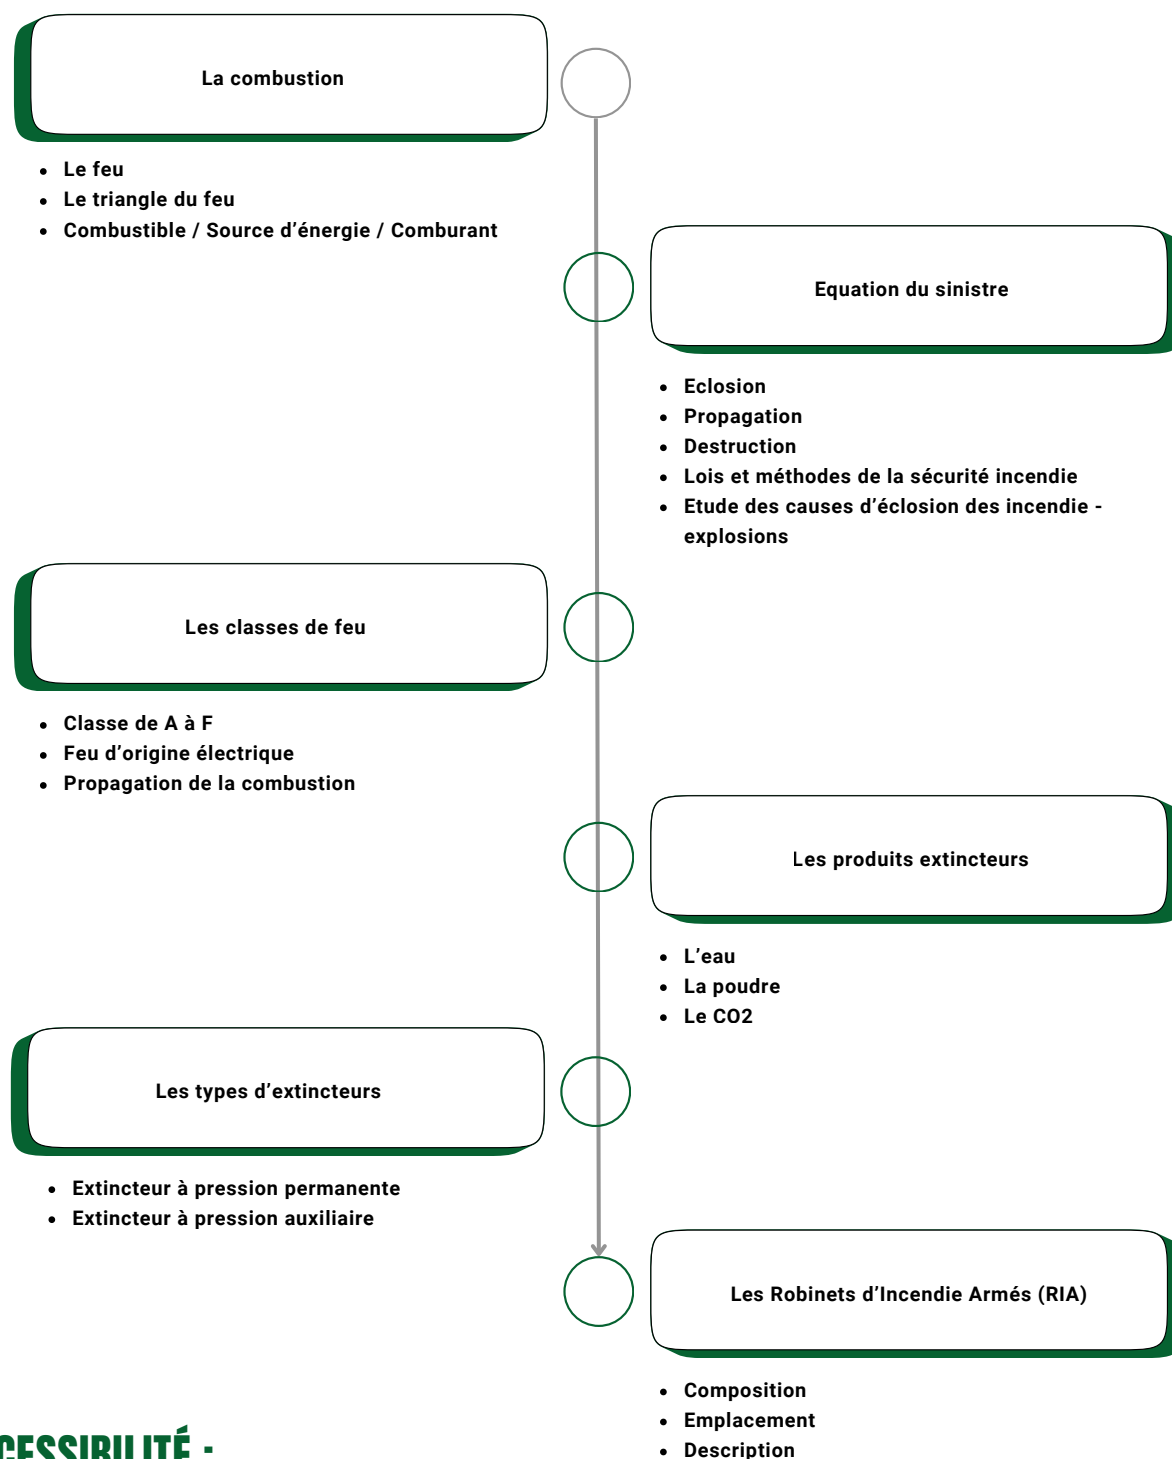 La combustion
• Le feu
• Le triangle du feu
• Combustible / Source d’énergie / Comburant
Equation du sinistre
• Eclosion
• Propagation
• Destruction
• Lois et méthodes de la sécurité incendie
• Etude des causes d’éclosion des incendie -
explosions
Les classes de feu
• Classe de A à F
• Feu d’origine électrique
• Propagation de la combustion
Les produits extincteurs
• L’eau
• La poudre
• Le CO2
Les types d’extincteurs
• Extincteur à pression permanente
• Extincteur à pression auxiliaire
Les Robinets d’Incendie Armés (RIA)
• Composition
• Emplacement
• Description
CESSIBILITÉ :